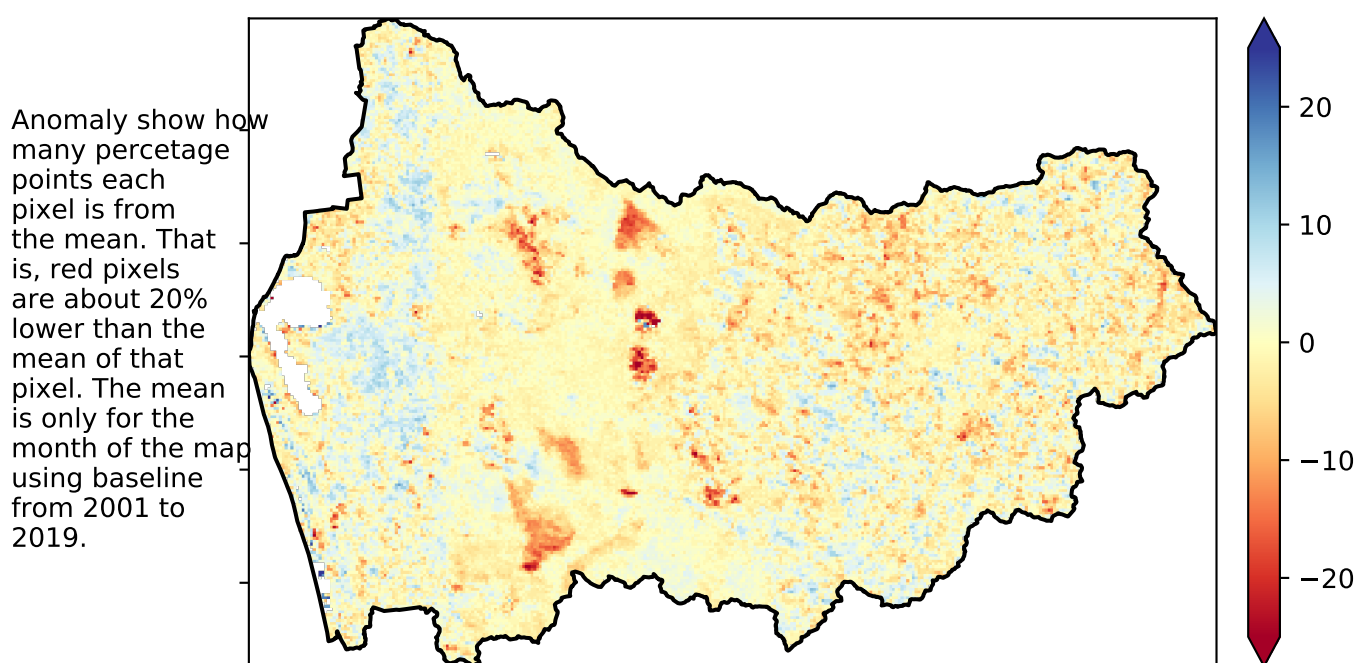 Anomaly show how
many percetage
points each
pixel is from
the mean. That
is, red pixels
are about 20%
lower than the
mean of that
pixel. The mean
is only for the
month of the map
using baseline
from 2001 to
2019.
20
10
0
−10
−20